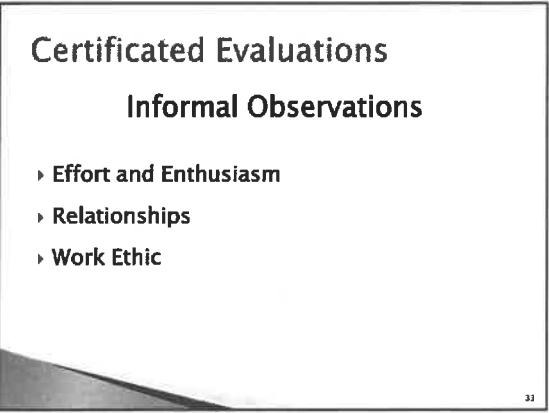 Certificated Evaluations
Informal Observations
Effort and Enthusiasm
Relationships
Work Ethic
33